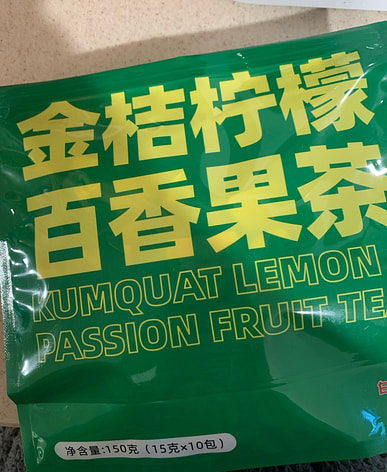 金桔柠檬
百香果茶
KUMQUAT LEMON
PASSION FRUIT TEA
净含量:150克（15克×10包）